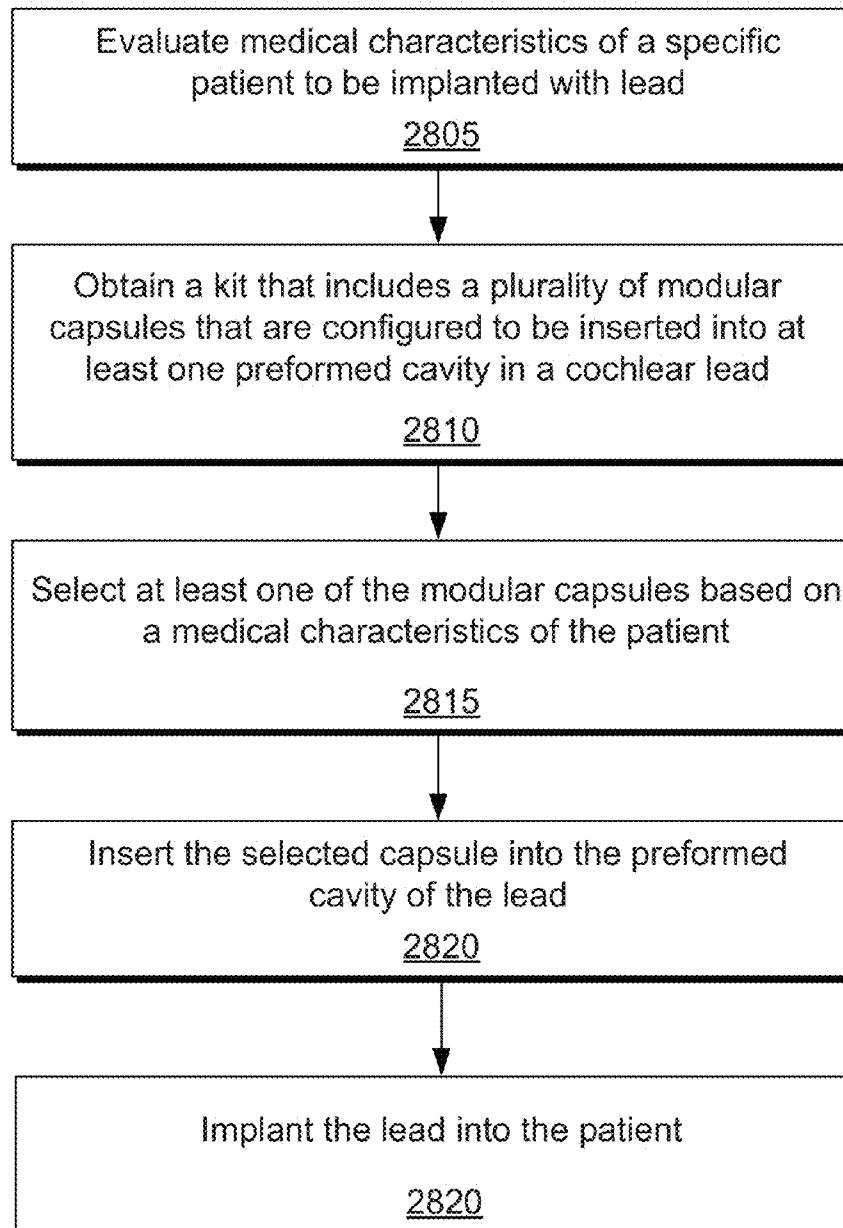 Evaluate medical characteristics of a specific
patient to be implanted with lead
2805
Obtain a kit that includes a plurality of modular
capsules that are configured to be inserted into at
least one preformed cavity in a cochlear lead
2810
Select at least one of the modular capsules based on
a medical characteristics of the patient
2815
Insert the selected capsule into the preformed
cavity of the lead
2820
Implant the lead into the patient
2820